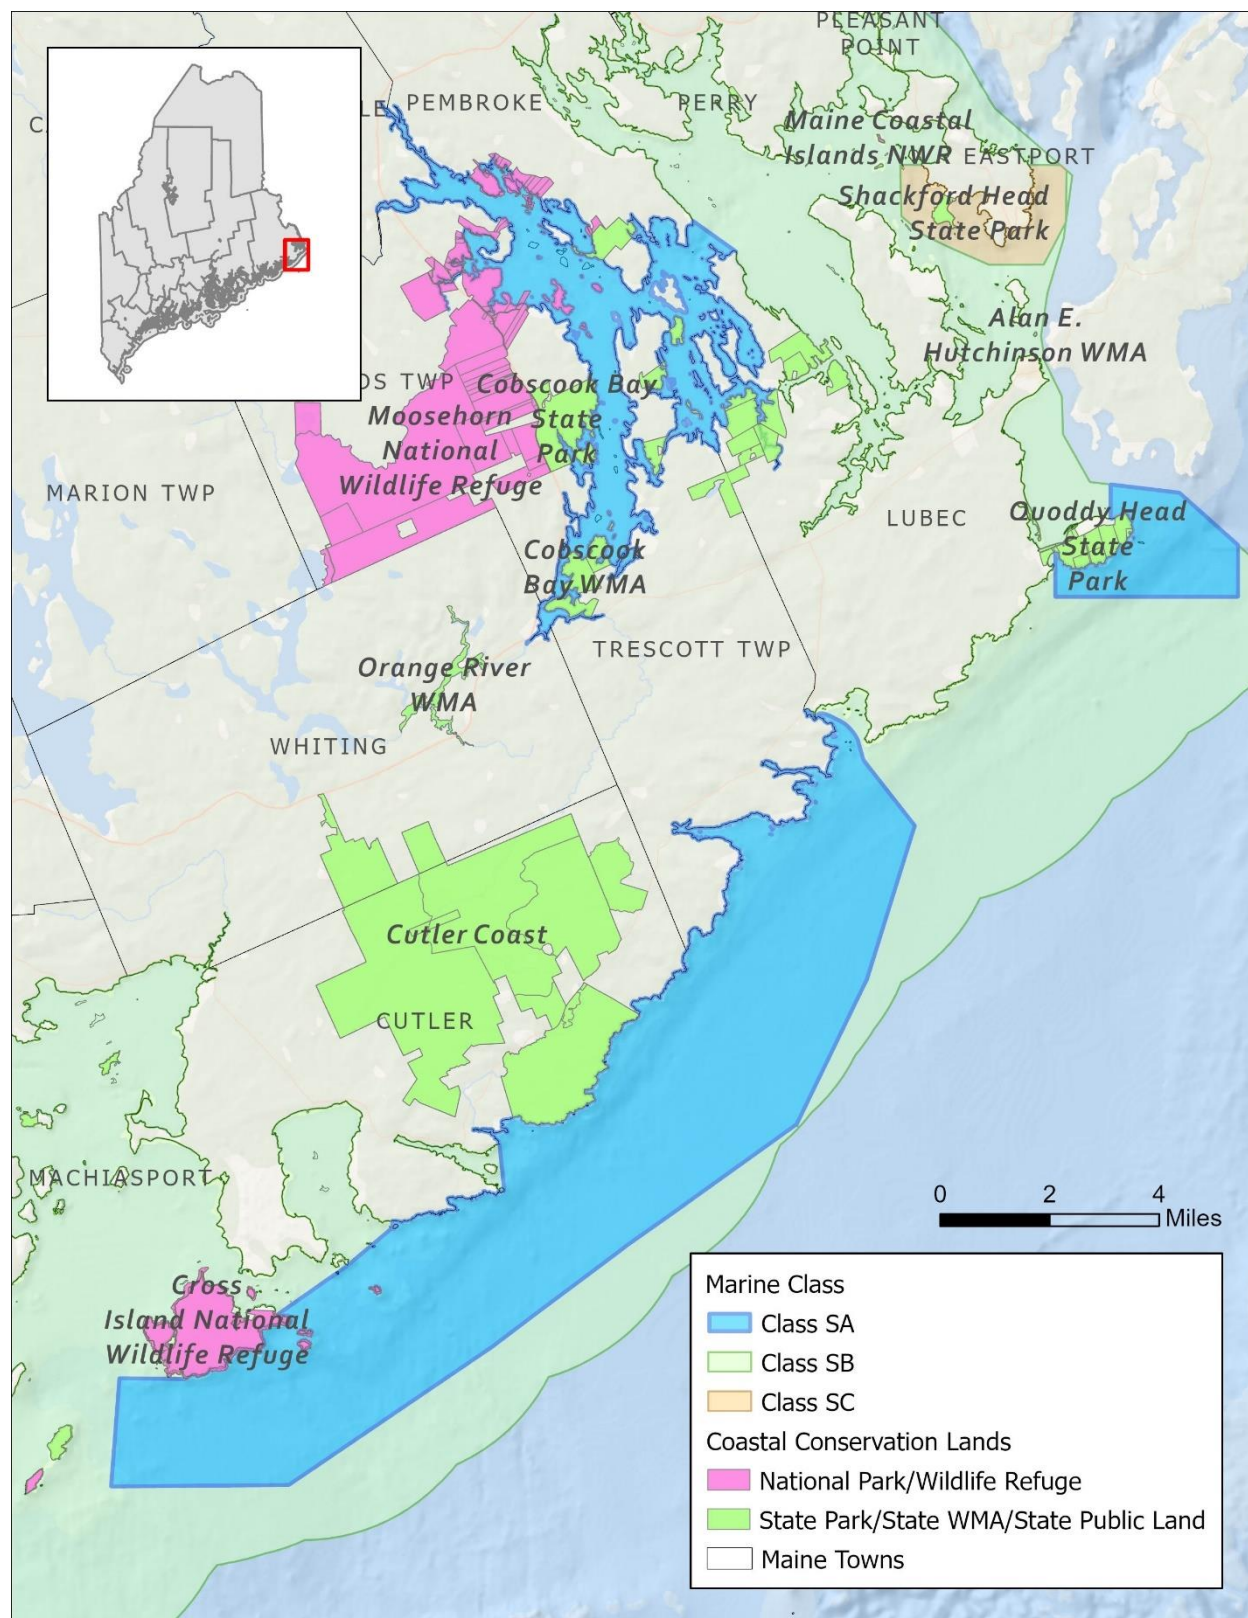 PLEASANT
POINT
LE
PEMBROKE
PERRY
Maine Coastal
Islands NWR
EASTPORT
Shackford Head
State Park
Alan E.
Hutchinson WMA
OS TWP
Cobscook Bay
State
Park
Moosehorn
National
Wildlife Refuge
MARION TWP
LUBEC
Quoddy Head
State
Park
Cobscook
Bay WMA
TRESCOTT TWP
Orange River
WMA
WHITING
Cutler Coast
CUTLER
MACHIASPORT
0 2 4
Miles
Cross
Island National
Wildlife Refuge
Marine Class
Class SA
Class SB
Class SC
Coastal Conservation Lands
National Park/Wildlife Refuge
State Park/State WMA/State Public Land
Maine Towns